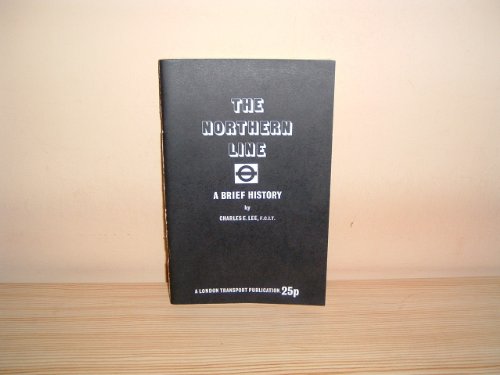 THE
NORTHERN
LINE
A BRIEF HISTORY
by
CHARLES E. LEE, F.C.I.T.
A LONDON TRANSPORT PUBLICATION 25p